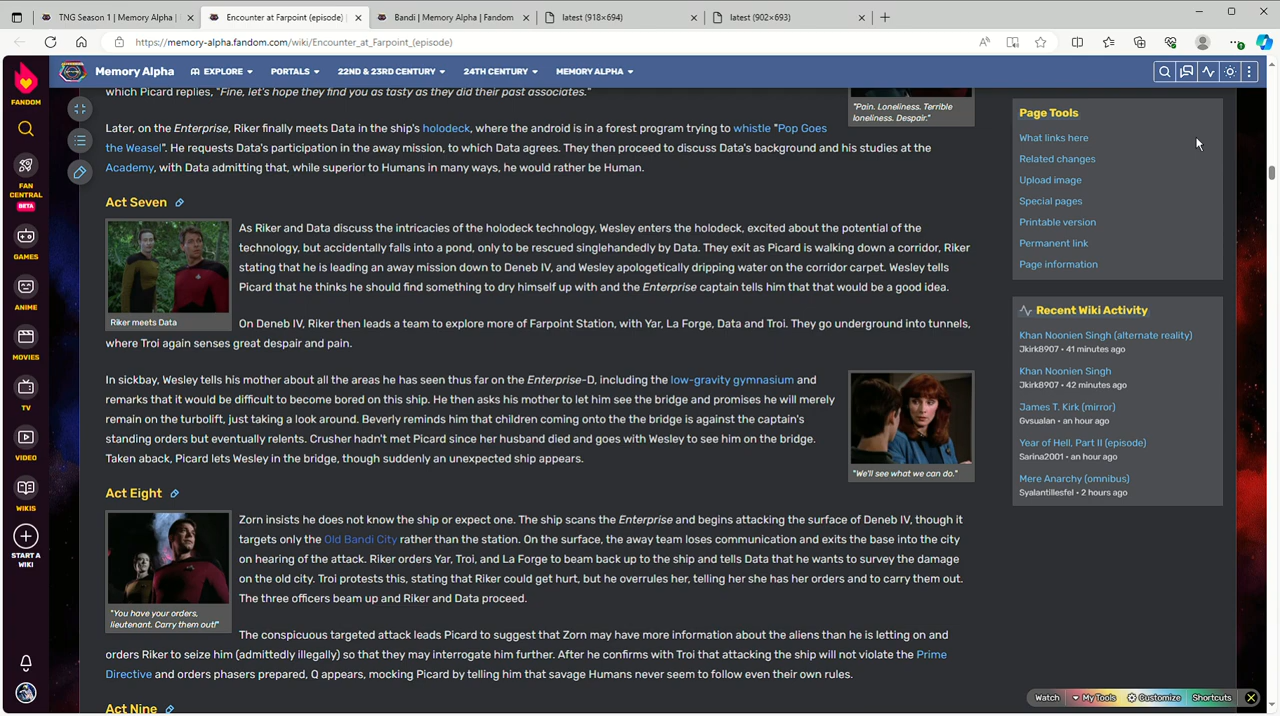 TNG Season 1 | Memory Alpha |
Encounter at Farpoint (episode) |
Bandi | Memory Alpha | Fandom
latest (918×694)
latest (902×693)
https://memory-alpha.fandom.com/wiki/Encounter_at_Farpoint_(episode)
FANDOM
FAN CENTRAL
BETA
GAMES
ANIME
MOVIES
TV
VIDEO
WIKIS
START A WIKI
Memory Alpha
EXPLORE
PORTALS
22ND & 23RD CENTURY
24TH CENTURY
MEMORY ALPHA
which Picard replies, "Fine, let's hope they find you as tasty as they did their past associates."
"Pain. Loneliness. Terrible
loneliness. Despair."
Later, on the Enterprise, Riker finally meets Data in the ship's holodeck, where the android is in a forest program trying to whistle "Pop Goes
the Weasel". He requests Data's participation in the away mission, to which Data agrees. They then proceed to discuss Data's background and his studies at the
Academy, with Data admitting that, while superior to Humans in many ways, he would rather be Human.
Act Seven
As Riker and Data discuss the intricacies of the holodeck technology, Wesley enters the holodeck, excited about the potential of the
technology, but accidentally falls into a pond, only to be rescued singlehandedly by Data. They exit as Picard is walking down a corridor, Riker
stating that he is leading an away mission down to Deneb IV, and Wesley apologetically dripping water on the corridor carpet. Wesley tells
Picard that he thinks he should find something to dry himself up with and the Enterprise captain tells him that that would be a good idea.
Riker meets Data
On Deneb IV, Riker then leads a team to explore more of Farpoint Station, with Yar, La Forge, Data and Troi. They go underground into tunnels,
where Troi again senses great despair and pain.
In sickbay, Wesley tells his mother about all the areas he has seen thus far on the Enterprise-D, including the low-gravity gymnasium and
remarks that it would be difficult to become bored on this ship. He then asks his mother to let him see the bridge and promises he will merely
remain on the turbolift, just taking a look around. Beverly reminds him that children coming onto the the bridge is against the captain's
standing orders but eventually relents. Crusher hadn't met Picard since her husband died and goes with Wesley to see him on the bridge.
Taken aback, Picard lets Wesley in the bridge, though suddenly an unexpected ship appears.
"We'll see what we can do."
Act Eight
Zorn insists he does not know the ship or expect one. The ship scans the Enterprise and begins attacking the surface of Deneb IV, though it
targets only the Old Bandi City rather than the station. On the surface, the away team loses communication and exits the base into the city
on hearing of the attack. Riker orders Yar, Troi, and La Forge to beam back up to the ship and tells Data that he wants to survey the damage
on the old city. Troi protests this, stating that Riker could get hurt, but he overrules her, telling her she has her orders and to carry them out.
The three officers beam up and Riker and Data proceed.
"You have your orders,
lieutenant. Carry them out!"
The conspicuous targeted attack leads Picard to suggest that Zorn may have more information about the aliens than he is letting on and
orders Riker to seize him (admittedly illegally) so that they may interrogate him further. After he confirms with Troi that attacking the ship will not violate the Prime
Directive and orders phasers prepared, Q appears, mocking Picard by telling him that savage Humans never seem to follow even their own rules.
Act Nine
Page Tools
What links here
Related changes
Upload image
Special pages
Printable version
Permanent link
Page information
Recent Wiki Activity
Khan Noonien Singh (alternate reality)
Jkirk8907 • 41 minutes ago
Khan Noonien Singh
Jkirk8907 • 42 minutes ago
James T. Kirk (mirror)
Gvsualan • an hour ago
Year of Hell, Part II (episode)
Sarina2001 • an hour ago
Mere Anarchy (omnibus)
Syalantillesfel • 2 hours ago
Watch
My Tools
Customize
Shortcuts